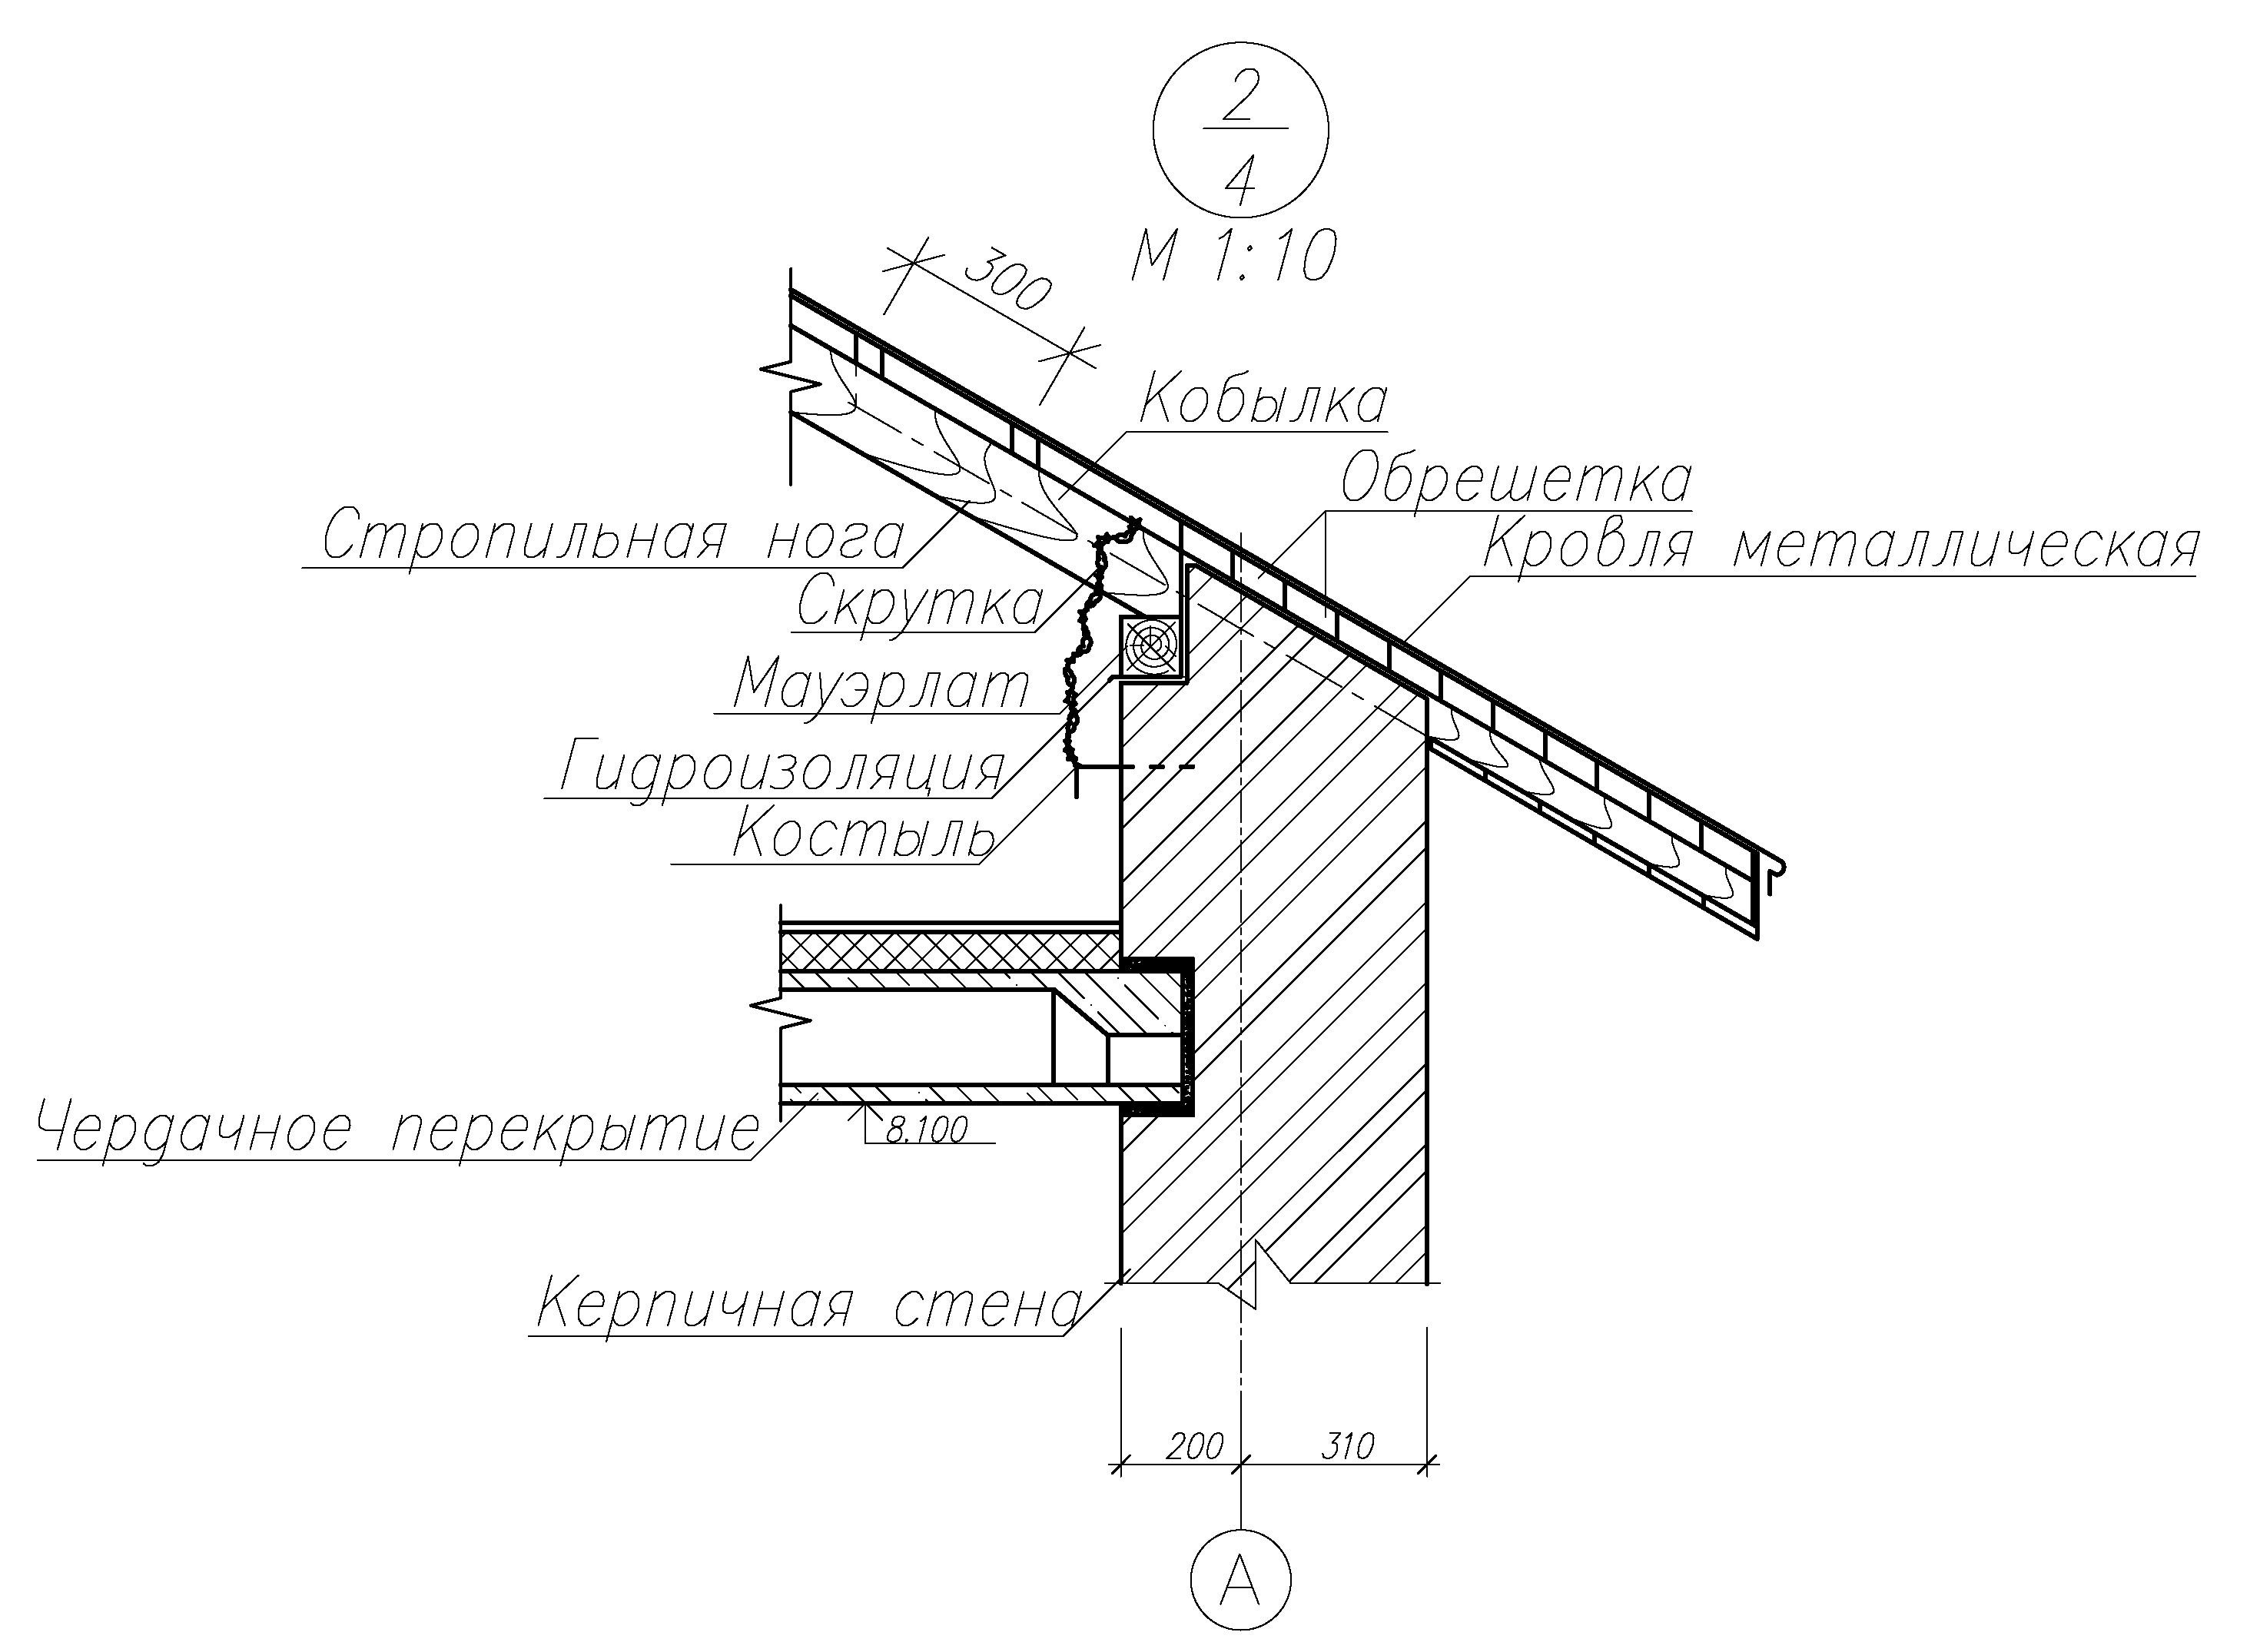 2
4
М 1:10
300
Кобылка
Обрешетка
Кровля металлическая
Стропильная нога
Скрутка
Мауэрлат
Гидроизоляция
Костыль
Чердачное перекрытие
8.100
Керпичная стена
200
310
А